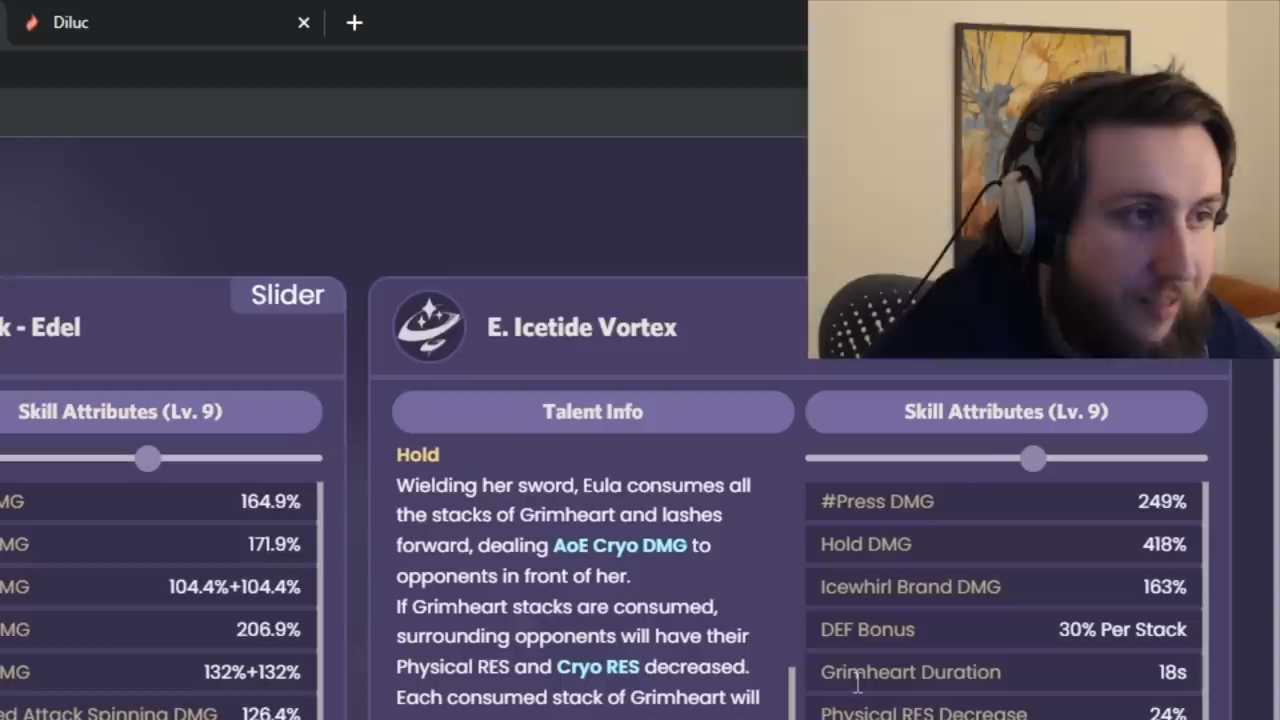 Diluc
Slider
k - Edel
Skill Attributes (Lv. 9)
MG 164.9%
MG 171.9%
MG 104.4%+104.4%
MG 206.9%
MG 132%+132%
ed Attack Spinning DMG 126.4%
E. Icetide Vortex
Talent Info
Hold
Wielding her sword, Eula consumes all
the stacks of Grimheart and lashes
forward, dealing AoE Cryo DMG to
opponents in front of her.
If Grimheart stacks are consumed,
surrounding opponents will have their
Physical RES and Cryo RES decreased.
Each consumed stack of Grimheart will
Skill Attributes (Lv. 9)
#Press DMG 249%
Hold DMG 418%
Icewhirl Brand DMG 163%
DEF Bonus 30% Per Stack
Grimheart Duration 18s
Physical RES Decrease 24%